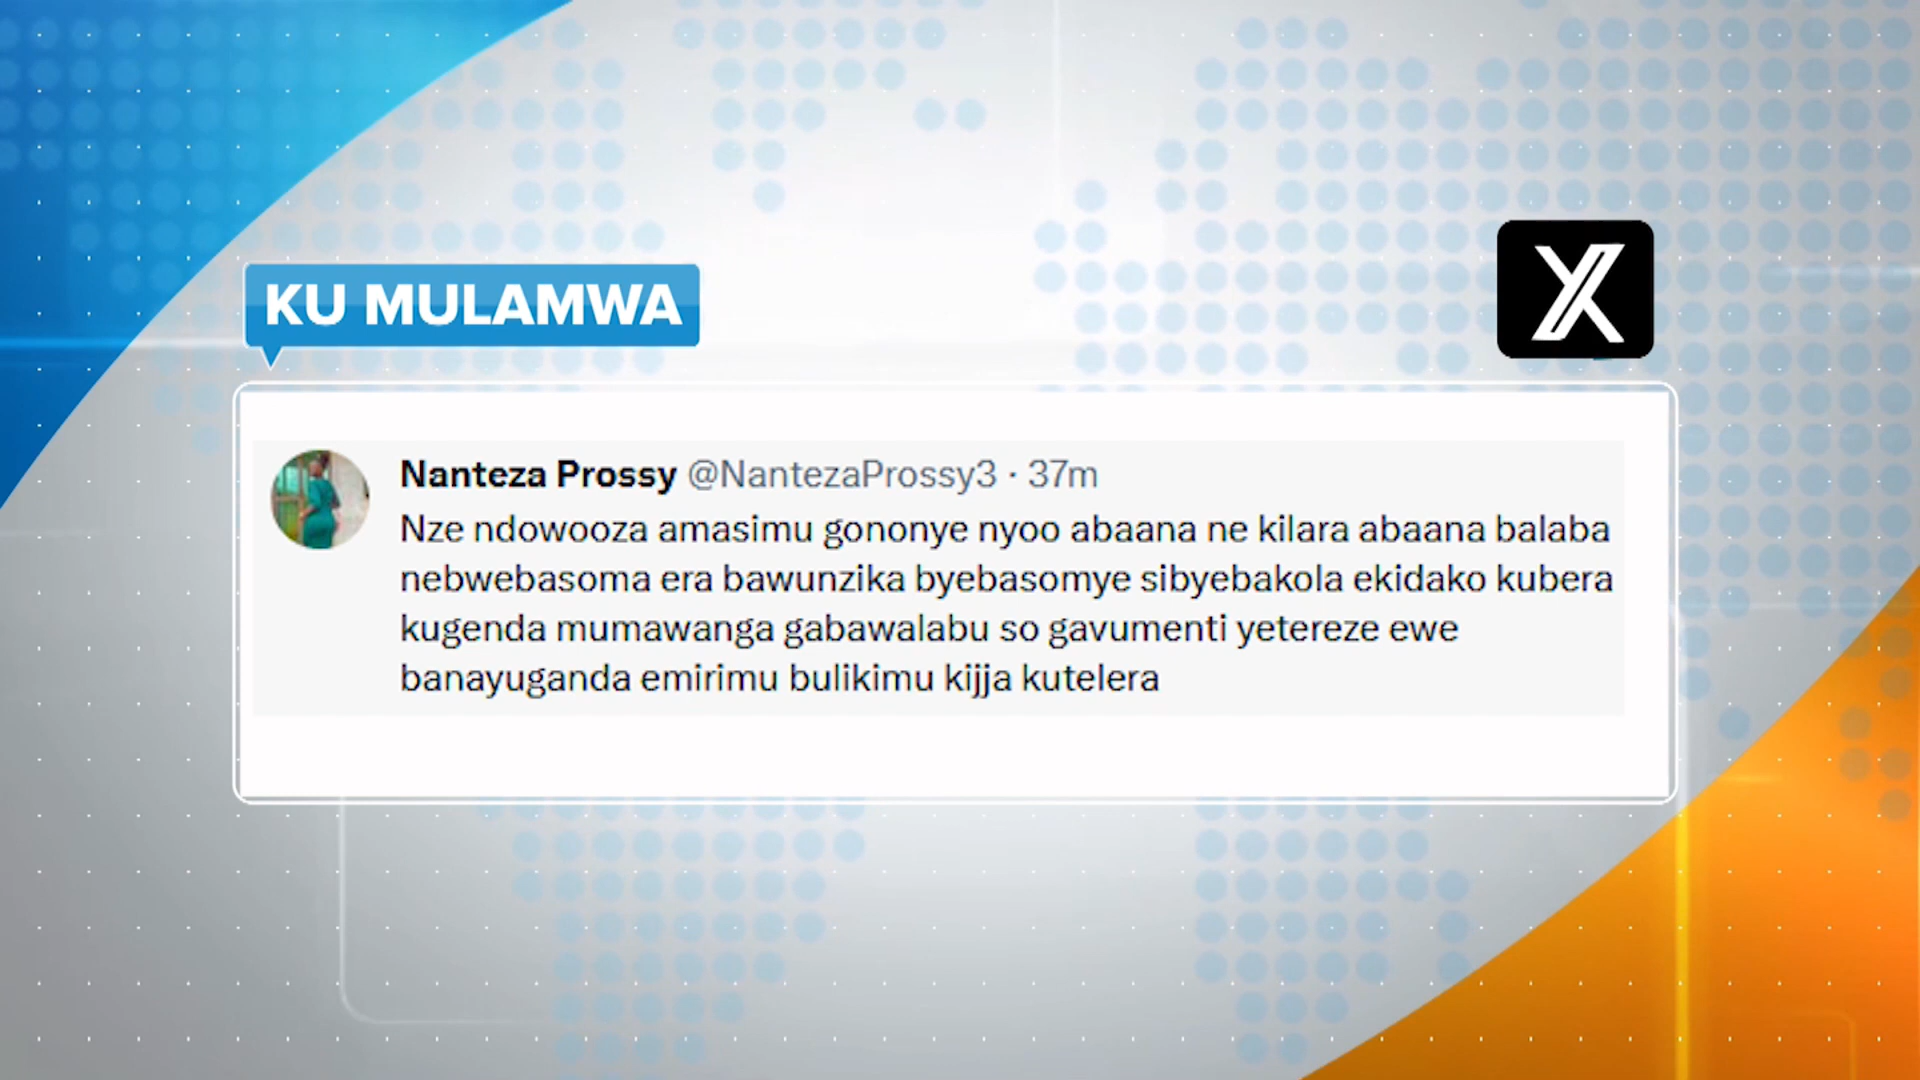 KU MULAMWA
X
Nanteza Prossy @NantezaProssy3 · 37m
Nze ndowooza amasimu gononye nyoo abaana ne kilara abaana balaba
nebwebasoma era bawunzika byebasomye sibyebakola ekidako kubera
kugenda mumawanga gabawalabu so gavumenti yetereze ewe
banayuganda emirimu bulikimu kijja kutelera